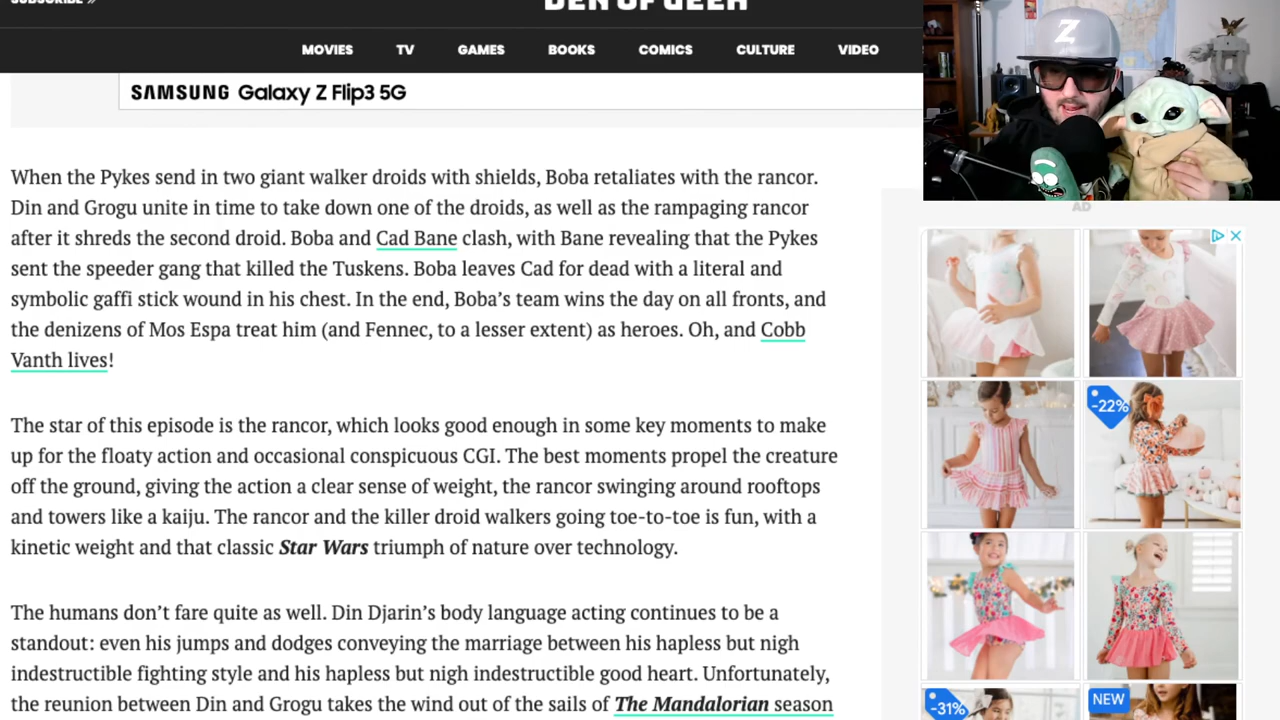 SUBSCRIBE »
DEN OF GEEK
MOVIES TV GAMES BOOKS COMICS CULTURE VIDEO
SAMSUNG Galaxy Z Flip3 5G
Z
When the Pykes send in two giant walker droids with shields, Boba retaliates with the rancor.
Din and Grogu unite in time to take down one of the droids, as well as the rampaging rancor
after it shreds the second droid. Boba and Cad Bane clash, with Bane revealing that the Pykes
sent the speeder gang that killed the Tuskens. Boba leaves Cad for dead with a literal and
symbolic gaffi stick wound in his chest. In the end, Boba’s team wins the day on all fronts, and
the denizens of Mos Espa treat him (and Fennec, to a lesser extent) as heroes. Oh, and Cobb
Vanth lives!
The star of this episode is the rancor, which looks good enough in some key moments to make
up for the floaty action and occasional conspicuous CGI. The best moments propel the creature
off the ground, giving the action a clear sense of weight, the rancor swinging around rooftops
and towers like a kaiju. The rancor and the killer droid walkers going toe-to-toe is fun, with a
kinetic weight and that classic Star Wars triumph of nature over technology.
The humans don’t fare quite as well. Din Djarin’s body language acting continues to be a
standout: even his jumps and dodges conveying the marriage between his hapless but nigh
indestructible fighting style and his hapless but nigh indestructible good heart. Unfortunately,
the reunion between Din and Grogu takes the wind out of the sails of The Mandalorian season
AD
-22%
-31%
NEW